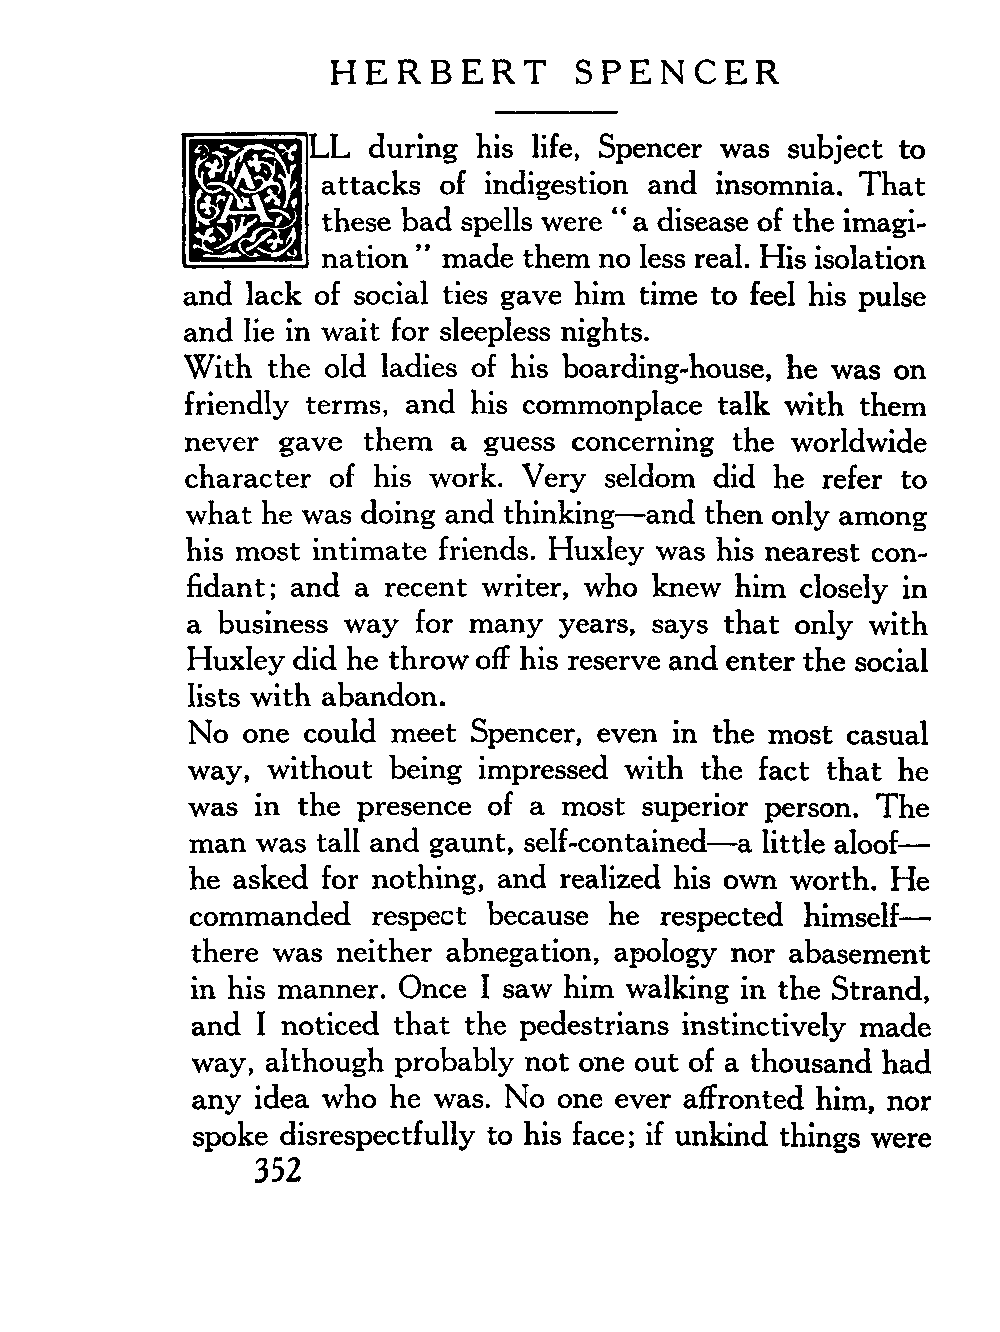 HERBERT SPENCER
ALL during his life, Spencer was subject to
attacks of indigestion and insomnia. That
these bad spells were “a disease of the imagi-
nation” made them no less real. His isolation
and lack of social ties gave him time to feel his pulse
and lie in wait for sleepless nights.
With the old ladies of his boarding-house, he was on
friendly terms, and his commonplace talk with them
never gave them a guess concerning the worldwide
character of his work. Very seldom did he refer to
what he was doing and thinking—and then only among
his most intimate friends. Huxley was his nearest con-
fidant; and a recent writer, who knew him closely in
a business way for many years, says that only with
Huxley did he throw off his reserve and enter the social
lists with abandon.
No one could meet Spencer, even in the most casual
way, without being impressed with the fact that he
was in the presence of a most superior person. The
man was tall and gaunt, self-contained—a little aloof—
he asked for nothing, and realized his own worth. He
commanded respect because he respected himself—
there was neither abnegation, apology nor abasement
in his manner. Once I saw him walking in the Strand,
and I noticed that the pedestrians instinctively made
way, although probably not one out of a thousand had
any idea who he was. No one ever affronted him, nor
spoke disrespectfully to his face; if unkind things were
352